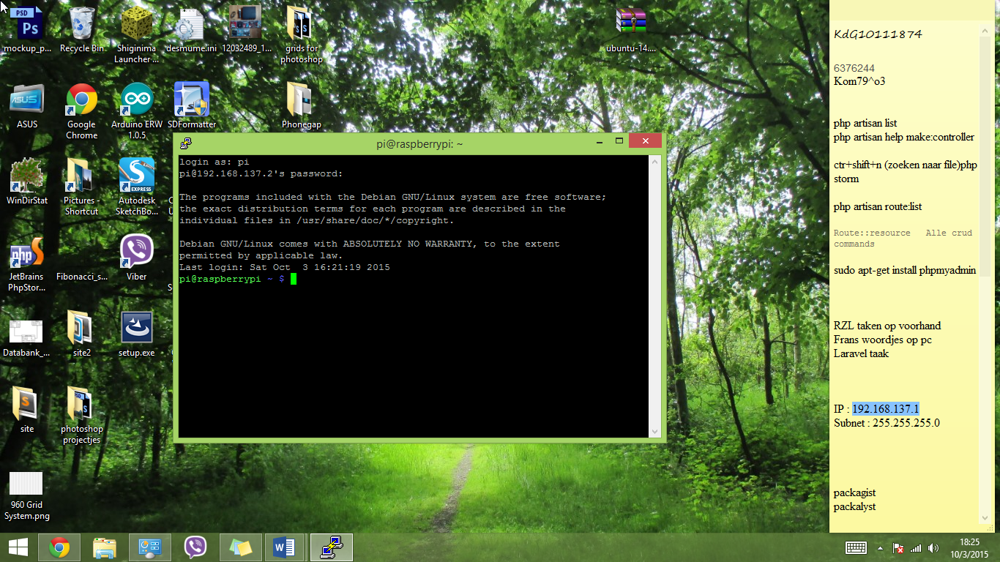 PSD
Ps
mockup_p...
Recycle Bin
Shiginima
Launcher ...
desmume.ini
12032489_1...
grids for
photoshop
ubuntu-14....
ASUS
Google
Chrome
Arduino ERW
1.0.5
SDFormatter
Phonegap
WinDirStat
Pictures -
Shortcut
EXPRESS
Autodesk
SketchBo...
php
JetBrains
PhpStor...
Fibonacci_s...
Viber
Databank_...
site2
setup.exe
site
photoshop
projectjes
960 Grid
System.png
pi@raspberrypi: ~
login as: pi
pi@192.168.137.2's password:
The programs included with the Debian GNU/Linux system are free software;
the exact distribution terms for each program are described in the
individual files in /usr/share/doc/*/copyright.
Debian GNU/Linux comes with ABSOLUTELY NO WARRANTY, to the extent
permitted by applicable law.
Last login: Sat Oct  3 16:21:19 2015
pi@raspberrypi ~ $
KdG10111874
6376244
Kom79^o3
php artisan list
php artisan help make:controller
ctr+shift+n (zoeken naar file)php
storm
php artisan route:list
Route::resource   Alle crud
commands
sudo apt-get install phpmyadmin
RZL taken op voorhand
Frans woordjes op pc
Laravel taak
IP : 192.168.137.1
Subnet : 255.255.255.0
packagist
packalyst
18:25
10/3/2015